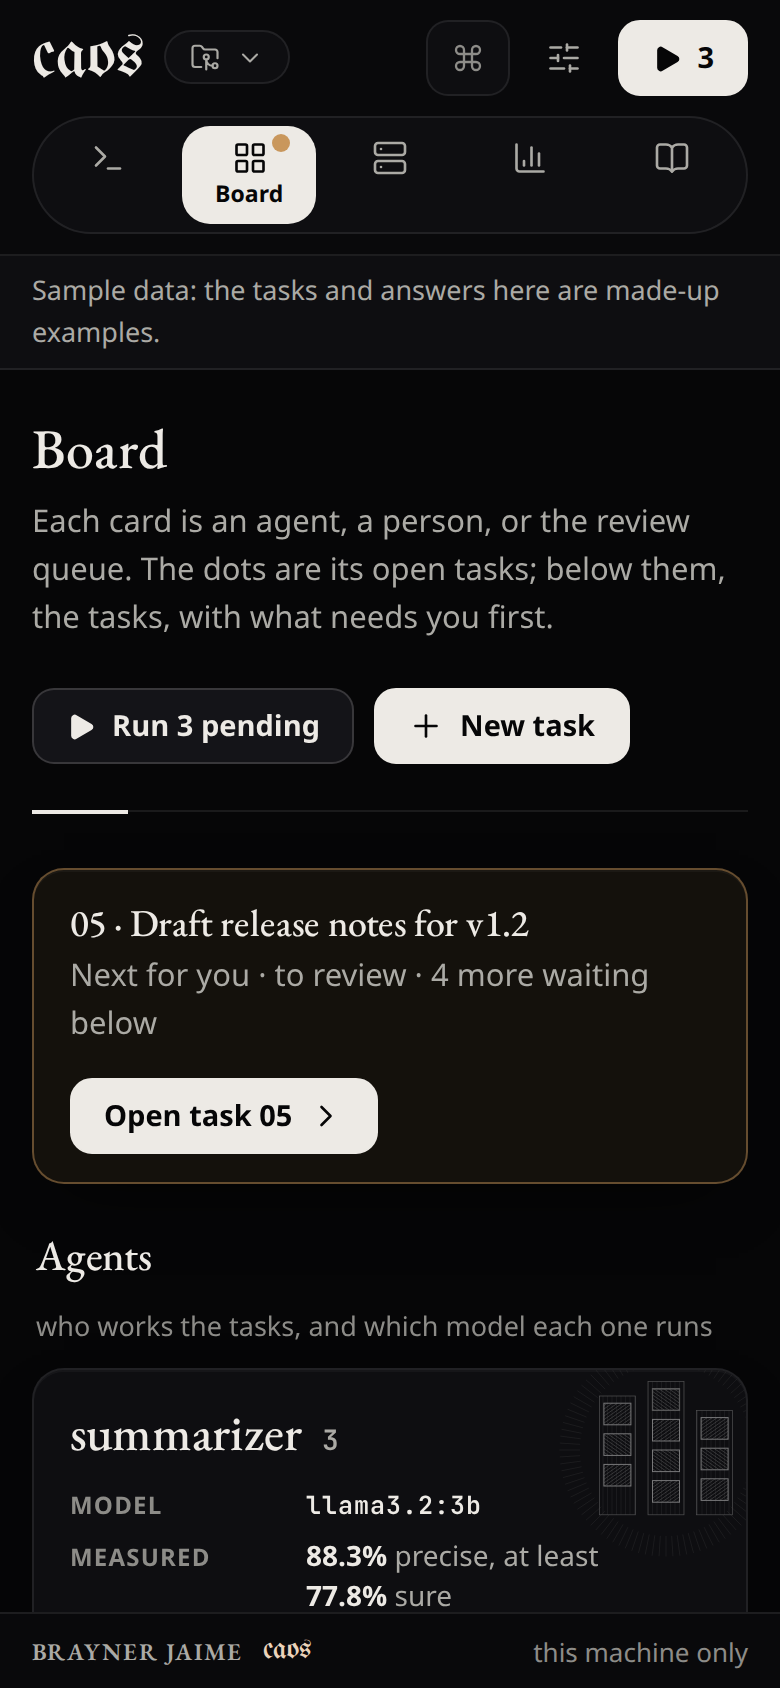 caos
3
Board
Sample data: the tasks and answers here are made-up
examples.
Board
Each card is an agent, a person, or the review
queue. The dots are its open tasks; below them,
the tasks, with what needs you first.
Run 3 pending
New task
05 · Draft release notes for v1.2
Next for you · to review · 4 more waiting
below
Open task 05
Agents
who works the tasks, and which model each one runs
summarizer 3
MODEL llama3.2:3b
MEASURED 88.3% precise, at least
77.8% sure
BRAYNER JAIME caos this machine only